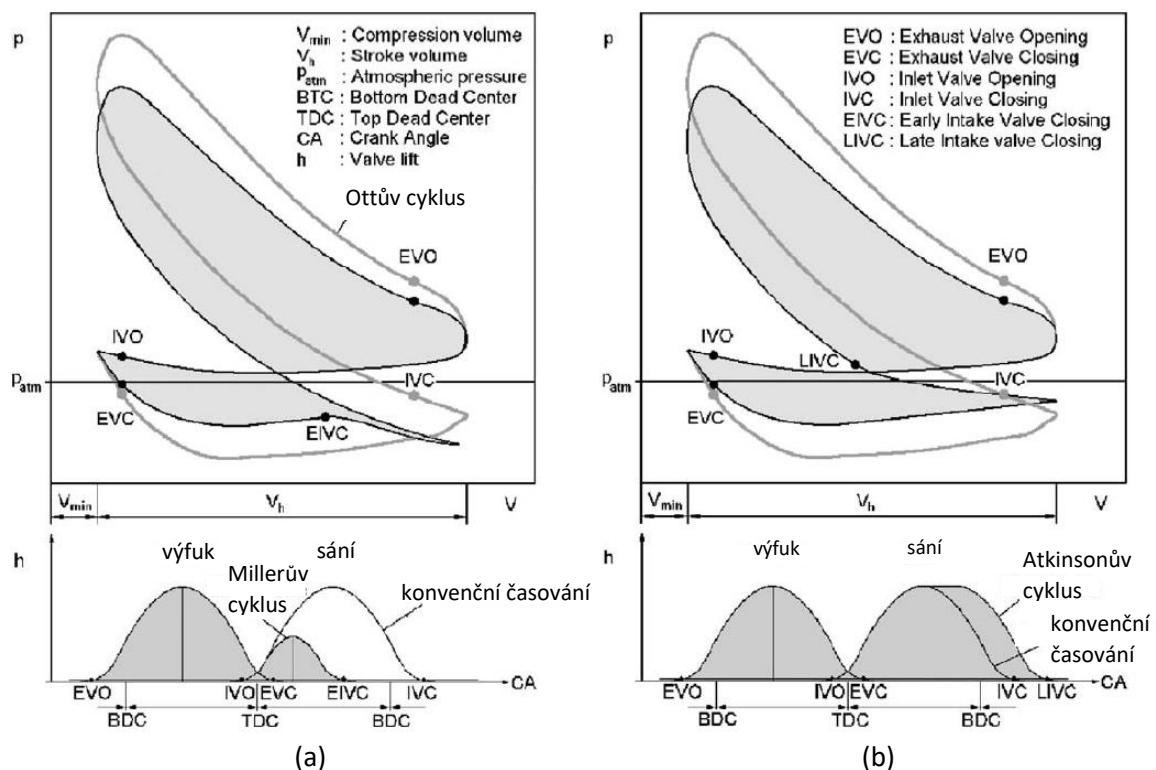 p
V_min : Compression volume
V_h : Stroke volume
p_atm : Atmospheric pressure
BTC : Bottom Dead Center
TDC : Top Dead Center
CA : Crank Angle
h : Valve lift
Ottův cyklus
EVO
IVO
p_atm
IVC
EVC
EIVC
V_min
V_h
V
h
výfuk
sání
Millerův
cyklus
konvenční časování
EVO
IVO
EVC
EIVC
IVC
CA
BDC
TDC
BDC
(a)
p
EVO : Exhaust Valve Opening
EVC : Exhaust Valve Closing
IVO : Inlet Valve Opening
IVC : Inlet Valve Closing
EIVC : Early Intake Valve Closing
LIVC : Late Intake valve Closing
EVO
IVO
LIVC
p_atm
IVC
EVC
V_min
V_h
V
h
výfuk
sání
Atkinsonův
cyklus
konvenční
časování
EVO
IVO
EVC
IVC
LIVC
CA
BDC
TDC
BDC
(b)